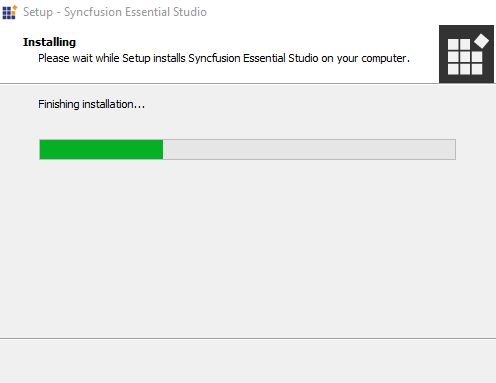 Setup - Syncfusion Essential Studio
Installing
Please wait while Setup installs Syncfusion Essential Studio on your computer.
Finishing installation...